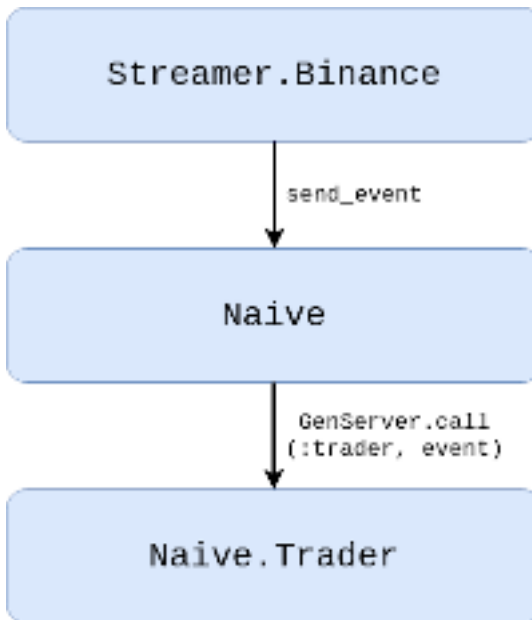 Streamer.Binance
send_event
Naive
GenServer.call
(:trader, event)
Naive.Trader